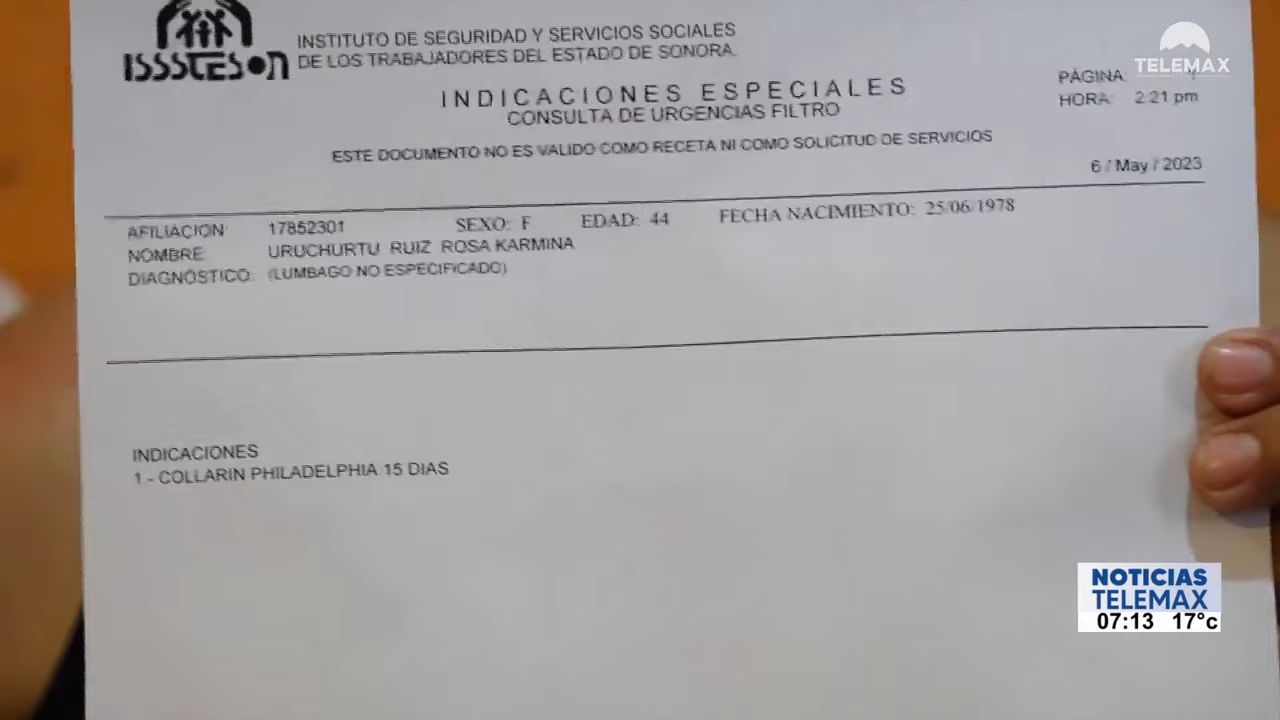 ISSSTESON
INSTITUTO DE SEGURIDAD Y SERVICIOS SOCIALES
DE LOS TRABAJADORES DEL ESTADO DE SONORA.
TELEMAX
INDICACIONES ESPECIALES
CONSULTA DE URGENCIAS FILTRO
PÁGINA:
HORA: 2:21 pm
ESTE DOCUMENTO NO ES VALIDO COMO RECETA NI COMO SOLICITUD DE SERVICIOS
6 / May / 2023
AFILIACION: 17852301 SEXO: F EDAD: 44 FECHA NACIMIENTO: 25/06/1978
NOMBRE: URUCHURTU RUIZ ROSA KARMINA
DIAGNÓSTICO: (LUMBAGO NO ESPECIFICADO)
INDICACIONES
1.- COLLARIN PHILADELPHIA 15 DIAS
NOTICIAS
TELEMAX
07:13 17°c